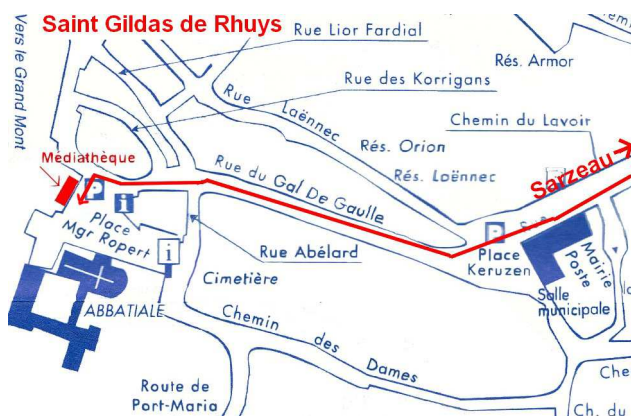 Saint Gildas de Rhuys
Rue Lior Fardial
Rue des Korrigans
Vers le Grand Mont
Rés. Armor
Rue Laënnec
Chemin du Lavoir
Rés. Orion
Rés. Laënnec
Sarzeau
Médiathèque
Rue du Gal De Gaulle
P
i
Place
Mgr Ropert
i
Rue Abélard
P
Place
Keruzen
Mairie
Poste
Salle
municipale
Cimetière
ABBATIALE
Chemin des Dames
Route de
Port-Maria
Che
Ch. du